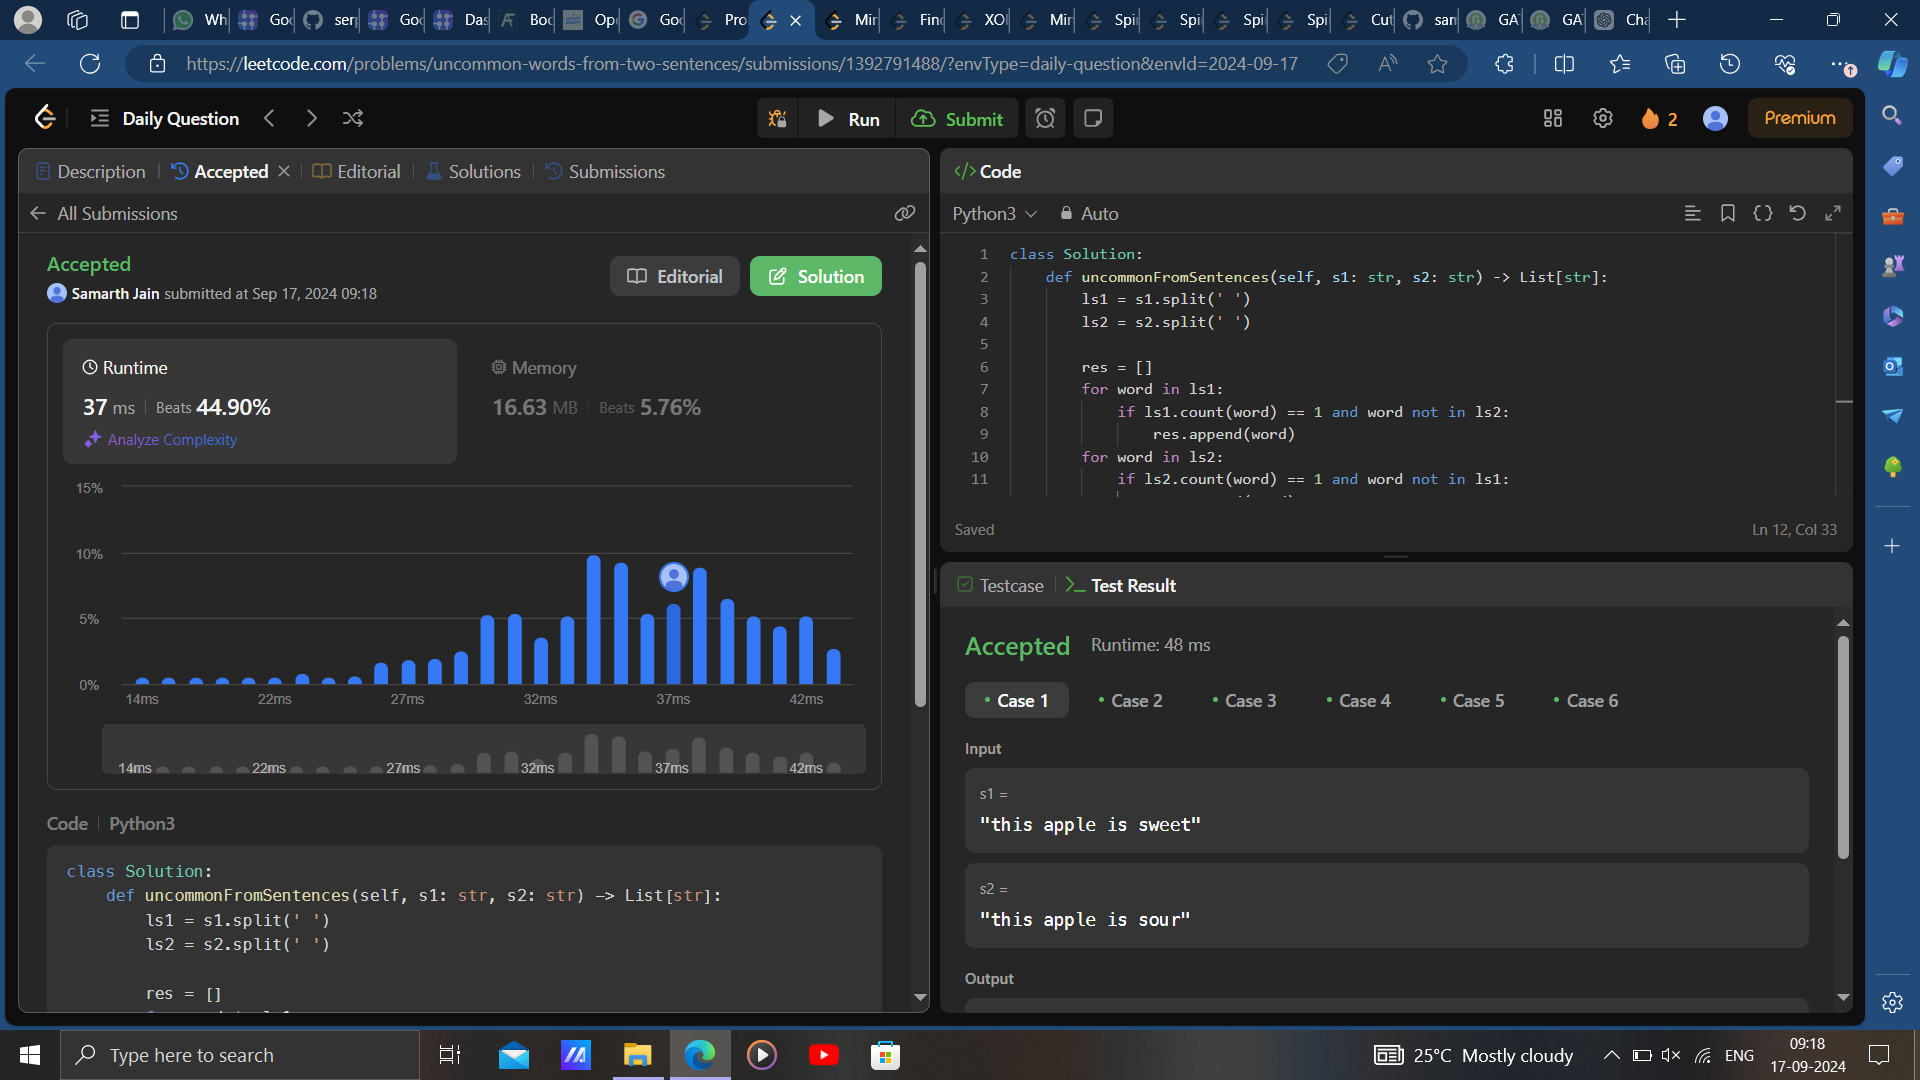 Wh
Goo
ser
Goo
Das
Boo
Ope
Goo
Pro
Min
Fin
XOI
Min
Spi
Spi
Spi
Spi
Cut
sam
GA
GA
Cha
https://leetcode.com/problems/uncommon-words-from-two-sentences/submissions/1392791488/?envType=daily-question&envId=2024-09-17
Daily Question
Run
Submit
2
Premium
Description
Accepted
Editorial
Solutions
Submissions
All Submissions
Accepted
Samarth Jain submitted at Sep 17, 2024 09:18
Editorial
Solution
Runtime
37 ms
Beats 44.90%
Analyze Complexity
Memory
16.63 MB
Beats 5.76%
15%
10%
5%
0%
14ms 22ms 27ms 32ms 37ms 42ms
14ms 22ms 27ms 32ms 37ms 42ms
Code
Python3
class Solution:
def uncommonFromSentences(self, s1: str, s2: str) -> List[str]:
ls1 = s1.split(' ')
ls2 = s2.split(' ')
res = []
</> Code
Python3
Auto
1 class Solution:
2 def uncommonFromSentences(self, s1: str, s2: str) -> List[str]:
3 ls1 = s1.split(' ')
4 ls2 = s2.split(' ')
5
6 res = []
7 for word in ls1:
8 if ls1.count(word) == 1 and word not in ls2:
9 res.append(word)
10 for word in ls2:
11 if ls2.count(word) == 1 and word not in ls1:
Saved
Ln 12, Col 33
Testcase
Test Result
Accepted
Runtime: 48 ms
Case 1
Case 2
Case 3
Case 4
Case 5
Case 6
Input
s1 =
"this apple is sweet"
s2 =
"this apple is sour"
Output
Type here to search
25°C Mostly cloudy
ENG
09:18
17-09-2024